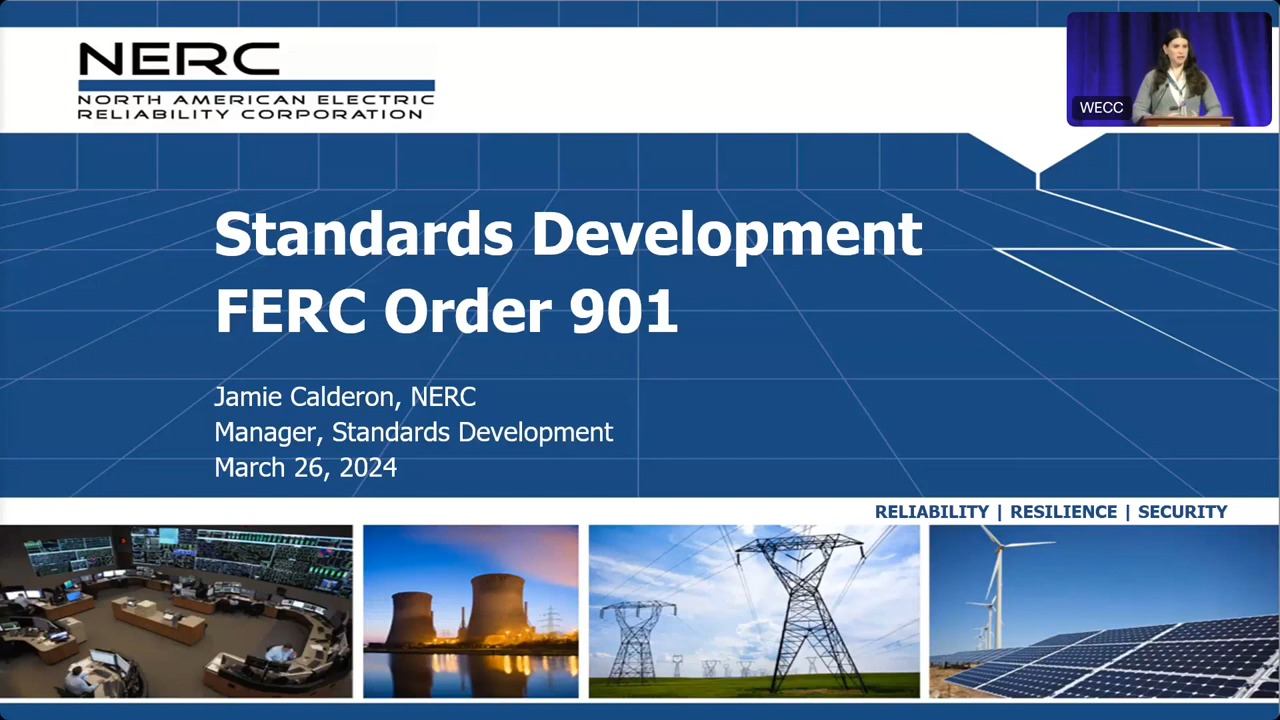 NERC
NORTH AMERICAN ELECTRIC
RELIABILITY CORPORATION
WECC
Standards Development
FERC Order 901
Jamie Calderon, NERC
Manager, Standards Development
March 26, 2024
RELIABILITY | RESILIENCE | SECURITY